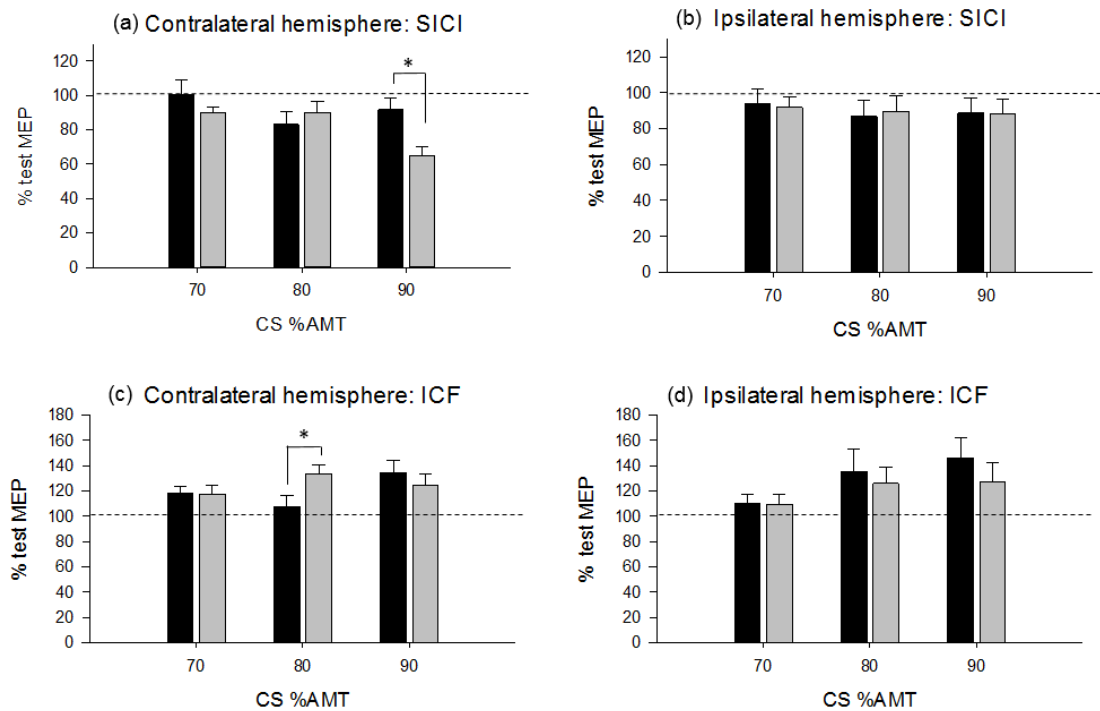 (a) Contralateral hemisphere: SICI
% test MEP
120
100
80
60
40
20
0
*
70 80 90
CS %AMT
(b) Ipsilateral hemisphere: SICI
% test MEP
120
100
80
60
40
20
0
70 80 90
CS %AMT
(c) Contralateral hemisphere: ICF
% test MEP
180
160
140
120
100
80
60
40
20
0
*
70 80 90
CS %AMT
(d) Ipsilateral hemisphere: ICF
% test MEP
180
160
140
120
100
80
60
40
20
0
70 80 90
CS %AMT